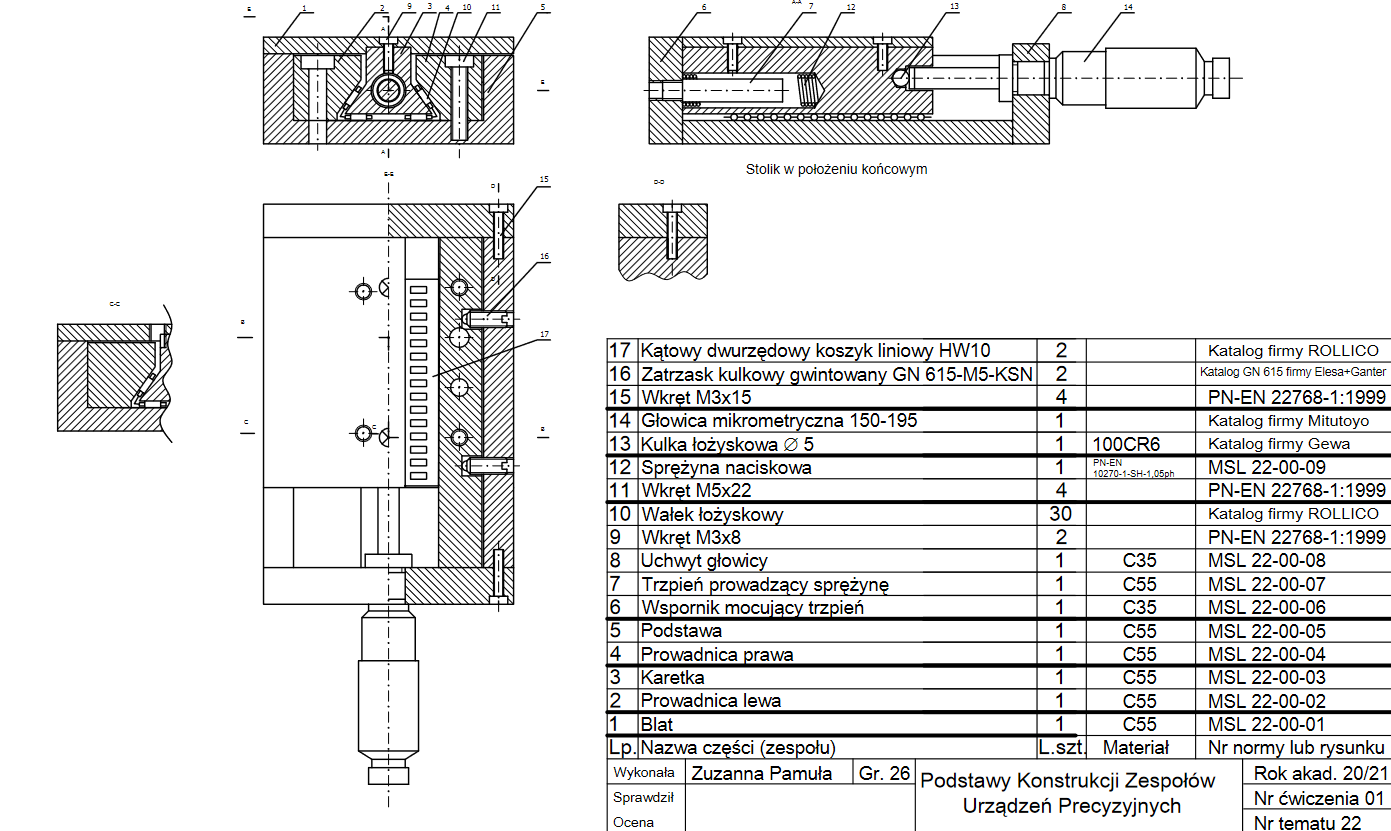 Б 1 2 9 3 4 10 11 5 A-A 6 7 12 13 8 14
A
Б
A
Stolik w położeniu końcowym
Б-Б
D 15
D-D
16
D
C-C
в
17
C C в
17 Kątowy dwurzędowy koszyk liniowy HW10 2 Katalog firmy ROLLICO
16 Zatrzask kulkowy gwintowany GN 615-M5-KSN 2 Katalog GN 615 firmy Elesa+Ganter
15 Wkręt M3x15 4 PN-EN 22768-1:1999
14 Głowica mikrometryczna 150-195 1 Katalog firmy Mitutoyo
13 Kulka łożyskowa ∅ 5 1 100CR6 Katalog firmy Gewa
12 Sprężyna naciskowa 1 PN-EN 10270-1-SH-1,05ph MSL 22-00-09
11 Wkręt M5x22 4 PN-EN 22768-1:1999
10 Wałek łożyskowy 30 Katalog firmy ROLLICO
9 Wkręt M3x8 2 PN-EN 22768-1:1999
8 Uchwyt głowicy 1 C35 MSL 22-00-08
7 Trzpień prowadzący sprężynę 1 C55 MSL 22-00-07
6 Wspornik mocujący trzpień 1 C35 MSL 22-00-06
5 Podstawa 1 C55 MSL 22-00-05
4 Prowadnica prawa 1 C55 MSL 22-00-04
3 Karetka 1 C55 MSL 22-00-03
2 Prowadnica lewa 1 C55 MSL 22-00-02
1 Blat 1 C55 MSL 22-00-01
Lp. Nazwa części (zespołu) L.szt. Materiał Nr normy lub rysunku
Wykonała Zuzanna Pamuła Gr. 26 Podstawy Konstrukcji Zespołów Rok akad. 20/21
Sprawdził Urządzeń Precyzyjnych Nr ćwiczenia 01
Ocena Nr tematu 22